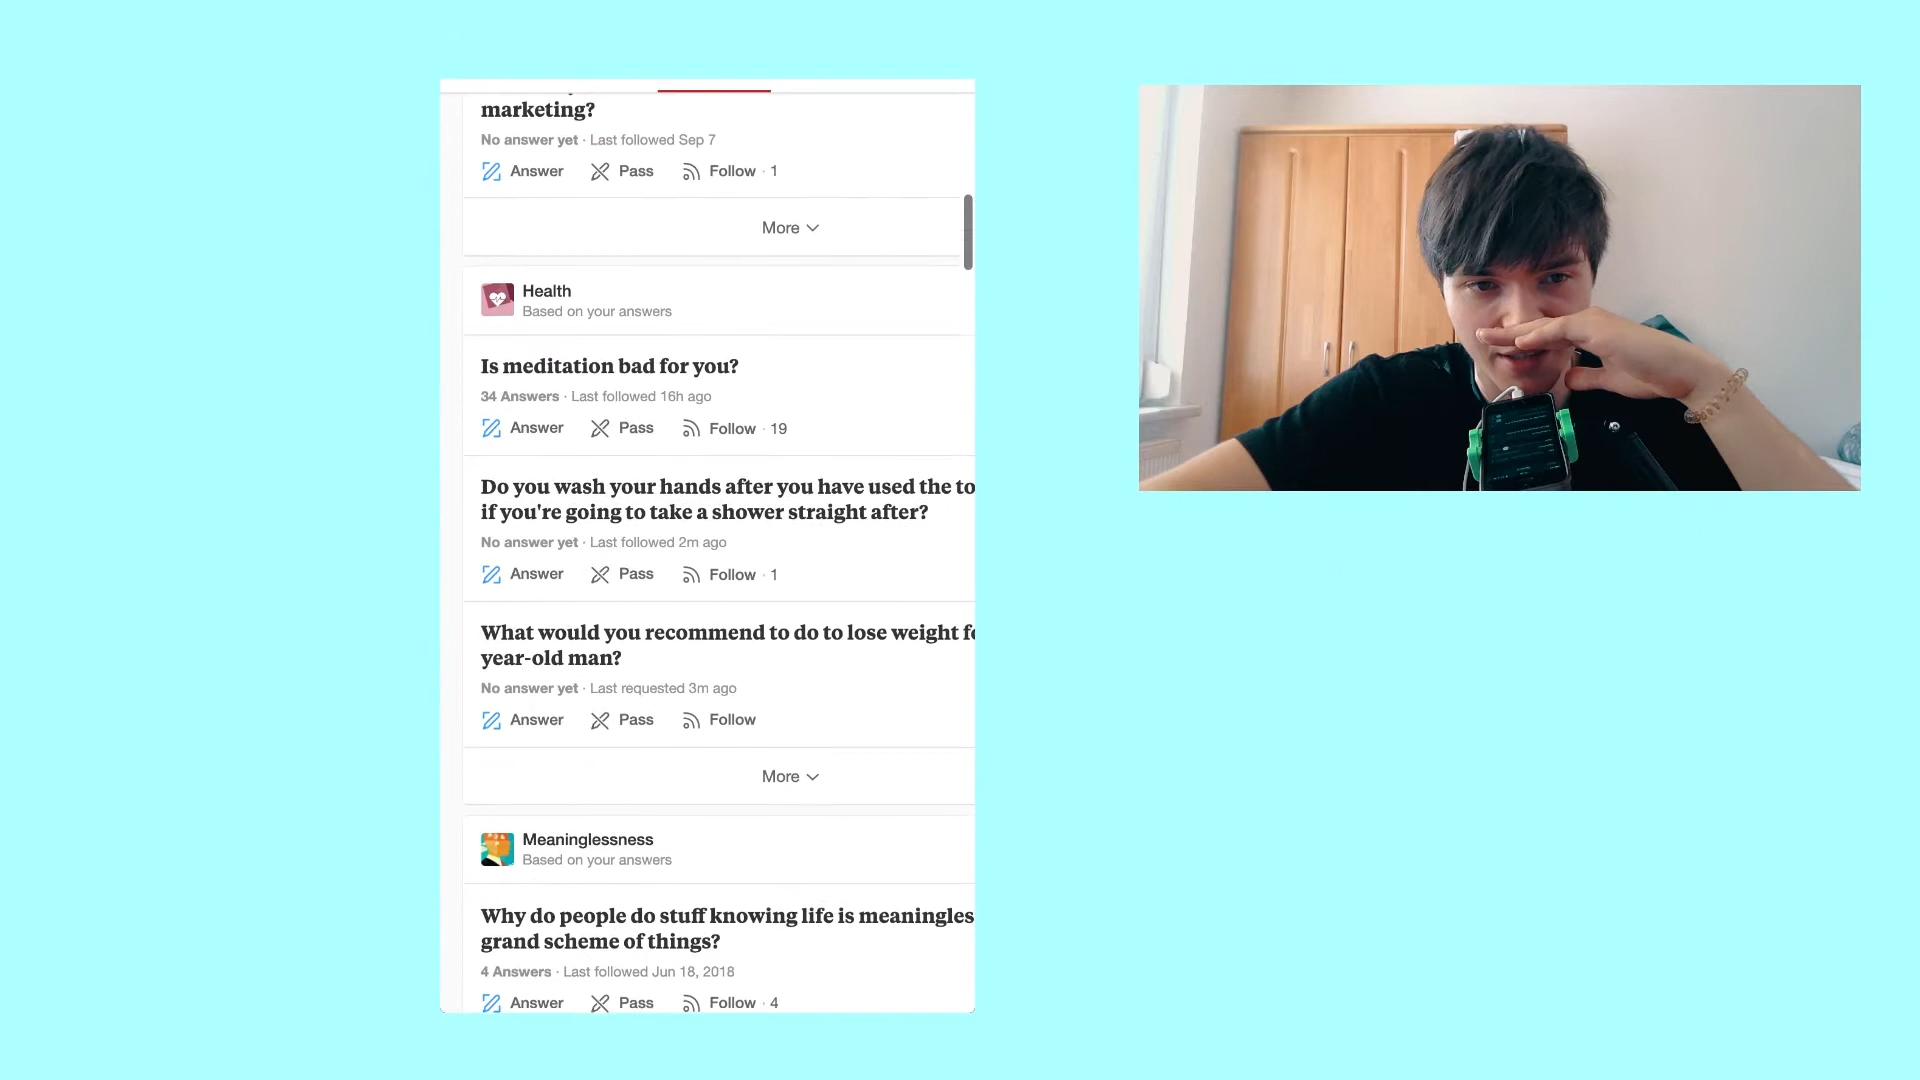 marketing?
No answer yet · Last followed Sep 7
Answer Pass Follow · 1
More
Health
Based on your answers
Is meditation bad for you?
34 Answers · Last followed 16h ago
Answer Pass Follow · 19
Do you wash your hands after you have used the to
if you're going to take a shower straight after?
No answer yet · Last followed 2m ago
Answer Pass Follow · 1
What would you recommend to do to lose weight fo
year-old man?
No answer yet · Last requested 3m ago
Answer Pass Follow
More
Meaninglessness
Based on your answers
Why do people do stuff knowing life is meaningles
grand scheme of things?
4 Answers · Last followed Jun 18, 2018
Answer Pass Follow · 4